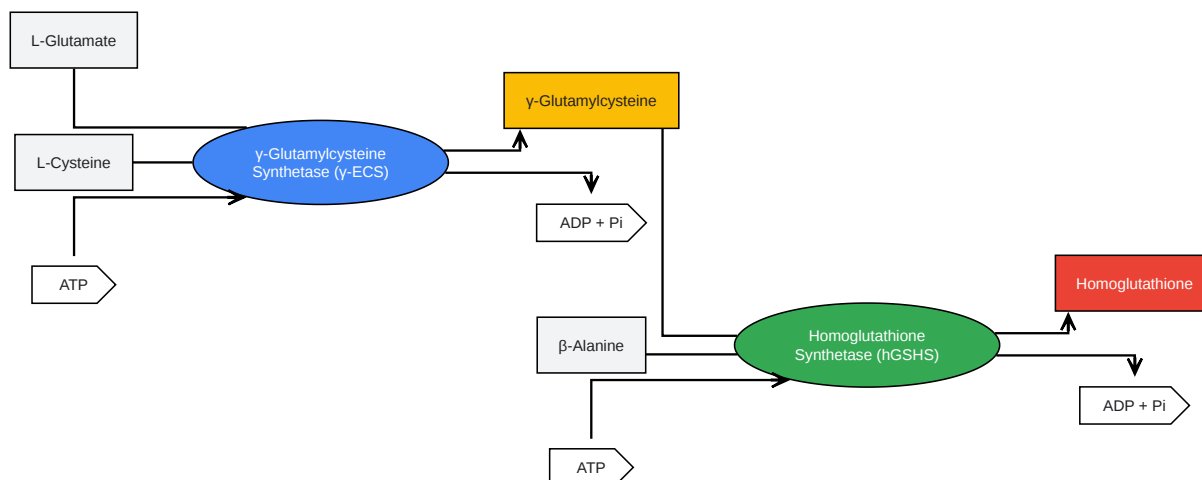 L-Glutamate
γ-Glutamylcysteine
L-Cysteine
γ-Glutamylcysteine
Synthetase (γ-ECS)
ADP + Pi
ATP
Homoglutathione
β-Alanine
Homoglutathione
Synthetase (hGSHS)
ADP + Pi
ATP